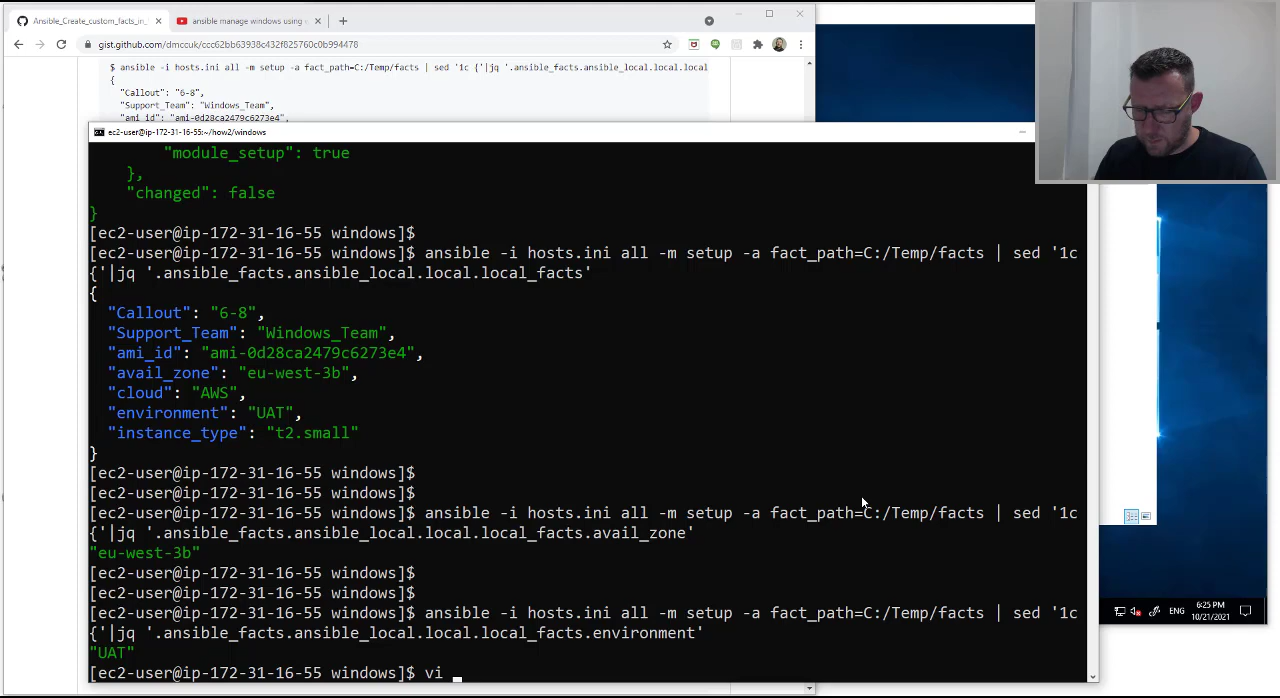 Ansible_Create_custom_facts_in_
ansible manage windows using
gist.github.com/dmccuk/ccc62bb63938c432f825760c0b994478
$ ansible -i hosts.ini all -m setup -a fact_path=C:/Temp/facts | sed '1c {'|jq '.ansible_facts.ansible_local.local.local
{
"Callout": "6-8",
"Support_Team": "Windows_Team",
"ami_id": "ami-0d28ca2479c6273e4",
ec2-user@ip-172-31-16-55:~/how2/windows
"module_setup": true
},
"changed": false
}
[ec2-user@ip-172-31-16-55 windows]$
[ec2-user@ip-172-31-16-55 windows]$ ansible -i hosts.ini all -m setup -a fact_path=C:/Temp/facts | sed '1c
{'|jq '.ansible_facts.ansible_local.local.local_facts'
{
"Callout": "6-8",
"Support_Team": "Windows_Team",
"ami_id": "ami-0d28ca2479c6273e4",
"avail_zone": "eu-west-3b",
"cloud": "AWS",
"environment": "UAT",
"instance_type": "t2.small"
}
[ec2-user@ip-172-31-16-55 windows]$
[ec2-user@ip-172-31-16-55 windows]$
[ec2-user@ip-172-31-16-55 windows]$ ansible -i hosts.ini all -m setup -a fact_path=C:/Temp/facts | sed '1c
{'|jq '.ansible_facts.ansible_local.local.local_facts.avail_zone'
"eu-west-3b"
[ec2-user@ip-172-31-16-55 windows]$
[ec2-user@ip-172-31-16-55 windows]$
[ec2-user@ip-172-31-16-55 windows]$ ansible -i hosts.ini all -m setup -a fact_path=C:/Temp/facts | sed '1c
{'|jq '.ansible_facts.ansible_local.local.local_facts.environment'
"UAT"
[ec2-user@ip-172-31-16-55 windows]$ vi
ENG
6:25 PM
10/21/2021